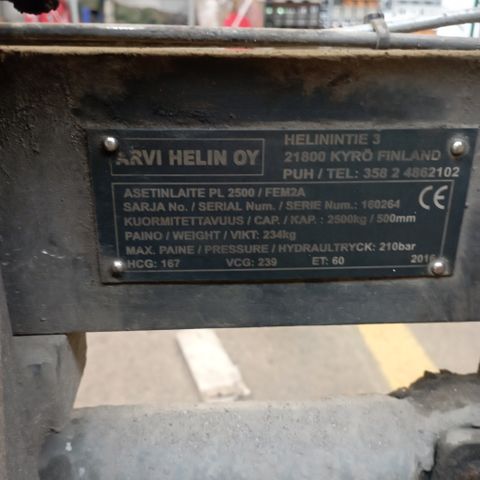 ARVI HELIN OY
HELININTIE 3
21800 KYRÖ FINLAND
PUH / TEL: 358 2 4862102
ASETINLAITE PL 2500 / FEM2A
SARJA No. / SERIAL Num. / SERIE Num.: 160264
KUORMITETTAVUUS / CAP. / KAP. : 2500kg / 500mm
PAINO / WEIGHT / VIKT: 234kg
MAX. PAINE / PRESSURE / HYDRAULTRYCK: 210bar
HCG: 167 VCG: 239 ET: 60 2016
CE